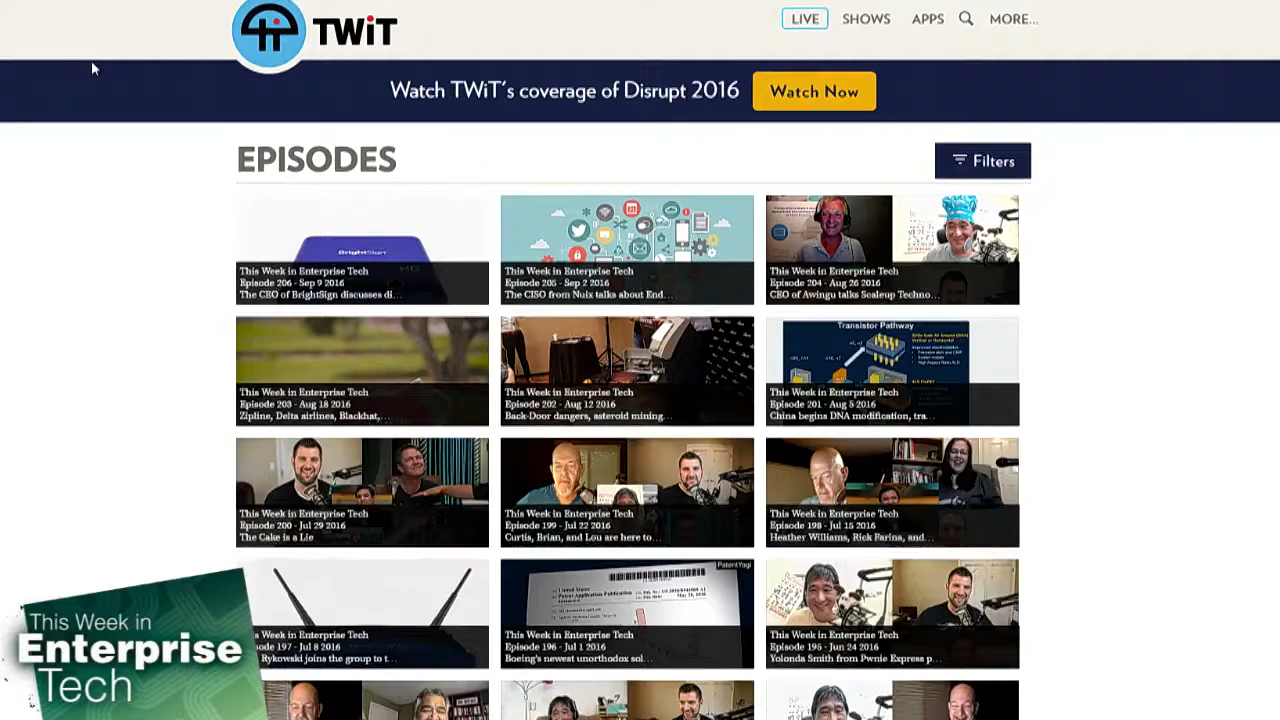 TWiT
LIVE SHOWS APPS MORE...
Watch TWiT's coverage of Disrupt 2016 Watch Now
EPISODES
Filters
BrightSign
This Week in Enterprise Tech
Episode 206 - Sep 9 2016
The CEO of BrightSign discusses di...
This Week in Enterprise Tech
Episode 205 - Sep 2 2016
The CISO from Nuix talks about End...
This Week in Enterprise Tech
Episode 204 - Aug 26 2016
CEO of Awingu talks Scaleup Techno...
This Week in Enterprise Tech
Episode 203 - Aug 18 2016
Zipline, Delta airlines, Blackhat,...
This Week in Enterprise Tech
Episode 202 - Aug 12 2016
Back-Door dangers, asteroid mining...
Transistor Pathway
This Week in Enterprise Tech
Episode 201 - Aug 5 2016
China begins DNA modification, tra...
This Week in Enterprise Tech
Episode 200 - Jul 29 2016
The Cake is a Lie
This Week in Enterprise Tech
Episode 199 - Jul 22 2016
Curtis, Brian, and Lou are here to...
This Week in Enterprise Tech
Episode 198 - Jul 15 2016
Heather Williams, Rick Farina, and...
is Week in Enterprise Tech
sode 197 - Jul 8 2016
Rykowski joins the group to t...
PatentYogi
United States
Patent Application Publication
This Week in Enterprise Tech
Episode 196 - Jul 1 2016
Boeing's newest unorthodox sol...
This Week in Enterprise Tech
Episode 195 - Jun 24 2016
Yolonda Smith from Pwnie Express p...
This Week in
Enterprise
Tech